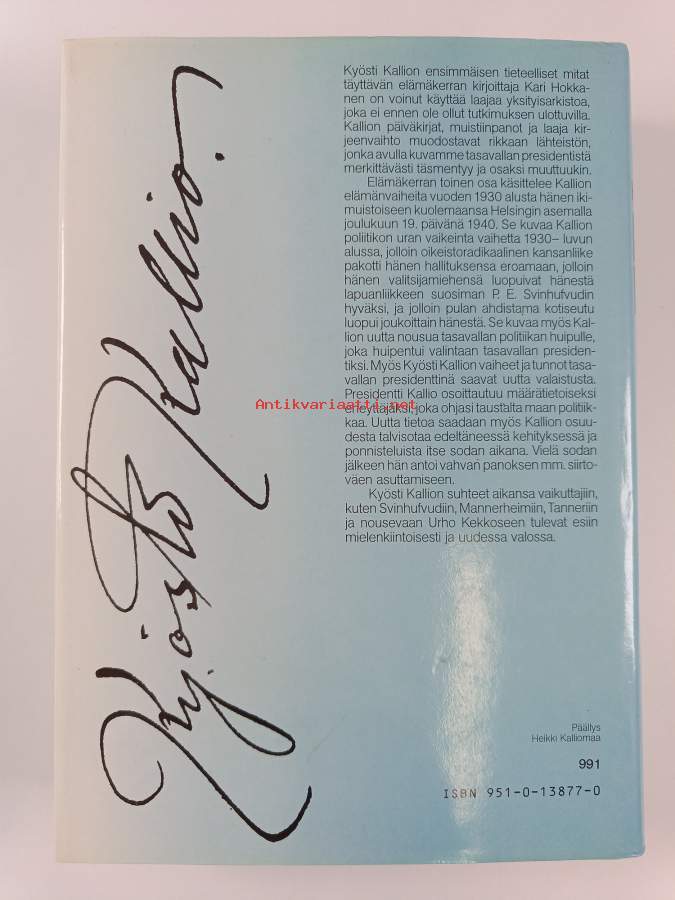 Kyösti Kallio.
Kyösti Kallion ensimmäisen tieteelliset mitat
täyttävän elämäkerran kirjoittaja Kari Hokka-
nen on voinut käyttää laajaa yksityisarkistoa,
joka ei ennen ole ollut tutkimuksen ulottuvilla.
Kallion päiväkirjat, muistiinpanot ja laaja kir-
jeenvaihto muodostavat rikkaan lähteistön,
jonka avulla kuvamme tasavallan presidentistä
merkittävästi täsmentyy ja osaksi muuttuukin.
Elämäkerran toinen osa käsittelee Kallion
elämänvaiheita vuoden 1930 alusta hänen iki-
muistoiseen kuolemaansa Helsingin asemalla
joulukuun 19. päivänä 1940. Se kuvaa Kallion
poliitikon uran vaikeinta vaihetta 1930– luvun
alussa, jolloin oikeistoradikaalinen kansanliike
pakotti hänen hallituksensa eroamaan, jolloin
hänen valitsijamiehensä luopuivat hänestä
lapuanliikkeen suosiman P. E. Svinhufvudin
hyväksi, ja jolloin pulan ahdistama kotiseutu
luopui joukoittain hänestä. Se kuvaa myös Kal-
lion uutta nousua tasavallan politiikan huipulle,
joka huipentui valintaan tasavallan presiden-
tiksi. Myös Kyösti Kallion vaiheet ja tunnot tasa-
vallan presidenttinä saavat uutta valaistusta.
Presidentti Kallio osoittautuu määrätietoiseksi
eheyttäjäksi, joka ohjasi taustalta maan politiik-
kaa. Uutta tietoa saadaan myös Kallion osuu-
desta talvisotaa edeltäneessä kehityksessä ja
ponnisteluista itse sodan aikana. Vielä sodan
jälkeen hän antoi vahvan panoksen mm. siirto-
väen asuttamiseen.
Kyösti Kallion suhteet aikansa vaikuttajiin,
kuten Svinhufvudiin, Mannerheimiin, Tanneriin
ja nousevaan Urho Kekkoseen tulevat esiin
mielenkiintoisesti ja uudessa valossa.
Antikvariaatti.net
Päällys
Heikki Kalliomaa
991
ISBN 951-0-13877-0